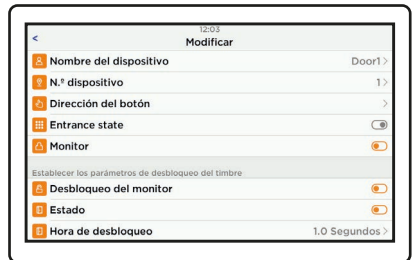 12:03
<
Modificar
Nombre del dispositivo Door1 >
N.º dispositivo 1 >
Dirección del botón >
Entrance state
Monitor
Establecer los parámetros de desbloqueo del timbre
Desbloqueo del monitor
Estado
Hora de desbloqueo 1.0 Segundos >